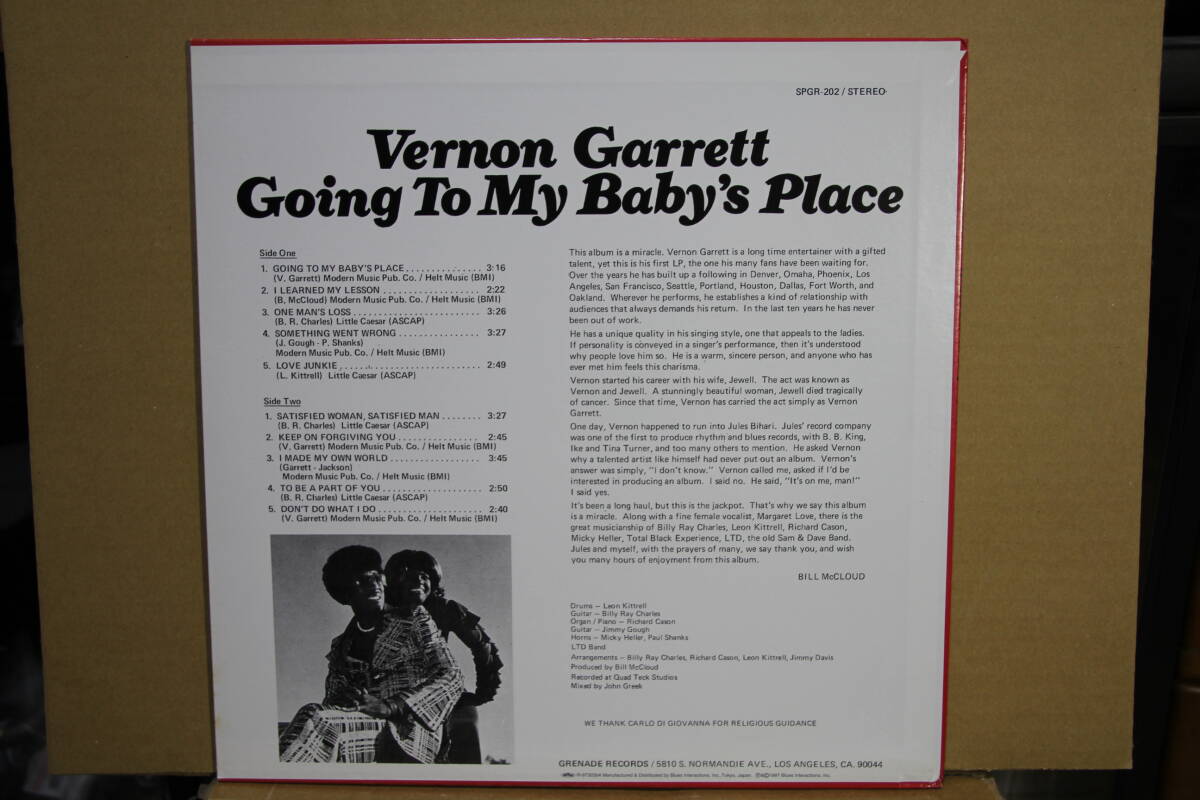 SPGR-202 / STEREO
Vernon Garrett
Going To My Baby's Place
Side One
1. GOING TO MY BABY'S PLACE ............... 3:16
(V. Garrett) Modern Music Pub. Co. / Helt Music (BMI)
2. I LEARNED MY LESSON ................... 2:22
(B, McCloud) Modern Music Pub. Co. / Helt Music (BMI)
3. ONE MAN'S LOSS ......................... 3:26
(B. R. Charles) Little Caesar (ASCAP)
4. SOMETHING WENT WRONG ................ 3:27
(J. Gough - P. Shanks)
Modern Music Pub. Co. / Helt Music (BMI)
5. LOVE JUNKIE ............................ 2:49
(L. Kittrell) Little Caesar (ASCAP)
Side Two
1. SATISFIED WOMAN, SATISFIED MAN ........ 3:27
(B. R. Charles) Little Caesar (ASCAP)
2. KEEP ON FORGIVING YOU ................ 2:45
(V. Garrett) Modern Music Pub. Co. / Helt Music (BMI)
3. I MADE MY OWN WORLD .................. 3:45
(Garrett - Jackson)
Modern Music Pub. Co. / Helt Music (BMI)
4. TO BE A PART OF YOU .................... 2:50
(B. R. Charles) Little Caesar (ASCAP)
5. DON'T DO WHAT I DO ..................... 2:40
(V. Garrett) Modern Music Pub. Co. / Helt Music (BMI)
This album is a miracle. Vernon Garrett is a long time entertainer with a gifted
talent, yet this is his first LP, the one his many fans have been waiting for.
Over the years he has built up a following in Denver, Omaha, Phoenix, Los
Angeles, San Francisco, Seattle, Portland, Houston, Dallas, Fort Worth, and
Oakland. Wherever he performs, he establishes a kind of relationship with
audiences that always demands his return. In the last ten years he has never
been out of work.
He has a unique quality in his singing style, one that appeals to the ladies.
If personality is conveyed in a singer's performance, then it's understood
why people love him so. He is a warm, sincere person, and anyone who has
ever met him feels this charisma.
Vernon started his career with his wife, Jewell. The act was known as
Vernon and Jewell. A stunningly beautiful woman, Jewell died tragically
of cancer. Since that time, Vernon has carried the act simply as Vernon
Garrett.
One day, Vernon happened to run into Jules Bihari. Jules' record company
was one of the first to produce rhythm and blues records, with B. B. King,
Ike and Tina Turner, and too many others to mention. He asked Vernon
why a talented artist like himself had never put out an album. Vernon's
answer was simply, "I don't know." Vernon called me, asked if I'd be
interested in producing an album. I said no. He said, "It's on me, man!"
I said yes.
It's been a long haul, but this is the jackpot. That's why we say this album
is a miracle. Along with a fine female vocalist, Margaret Love, there is the
great musicianship of Billy Ray Charles, Leon Kittrell, Richard Cason,
Micky Heller, Total Black Experience, LTD, the old Sam & Dave Band.
Jules and myself, with the prayers of many, we say thank you, and wish
you many hours of enjoyment from this album.
BILL McCLOUD
Drums — Leon Kittrell
Guitar — Billy Ray Charles
Organ / Piano — Richard Cason
Guitar — Jimmy Gough
Horns — Micky Heller, Paul Shanks
LTD Band
Arrangements — Billy Ray Charles, Richard Cason, Leon Kittrell, Jimmy Davis
Produced by Bill McCloud
Recorded at Quad Teck Studios
Mixed by John Greek
WE THANK CARLO DI GIOVANNA FOR RELIGIOUS GUIDANCE
GRENADE RECORDS / 5810 S. NORMANDIE AVE., LOS ANGELES, CA. 90044
Manufactured & Distributed by Blues Interactions, Inc., Tokyo, Japan. Blues Interactions, Inc.